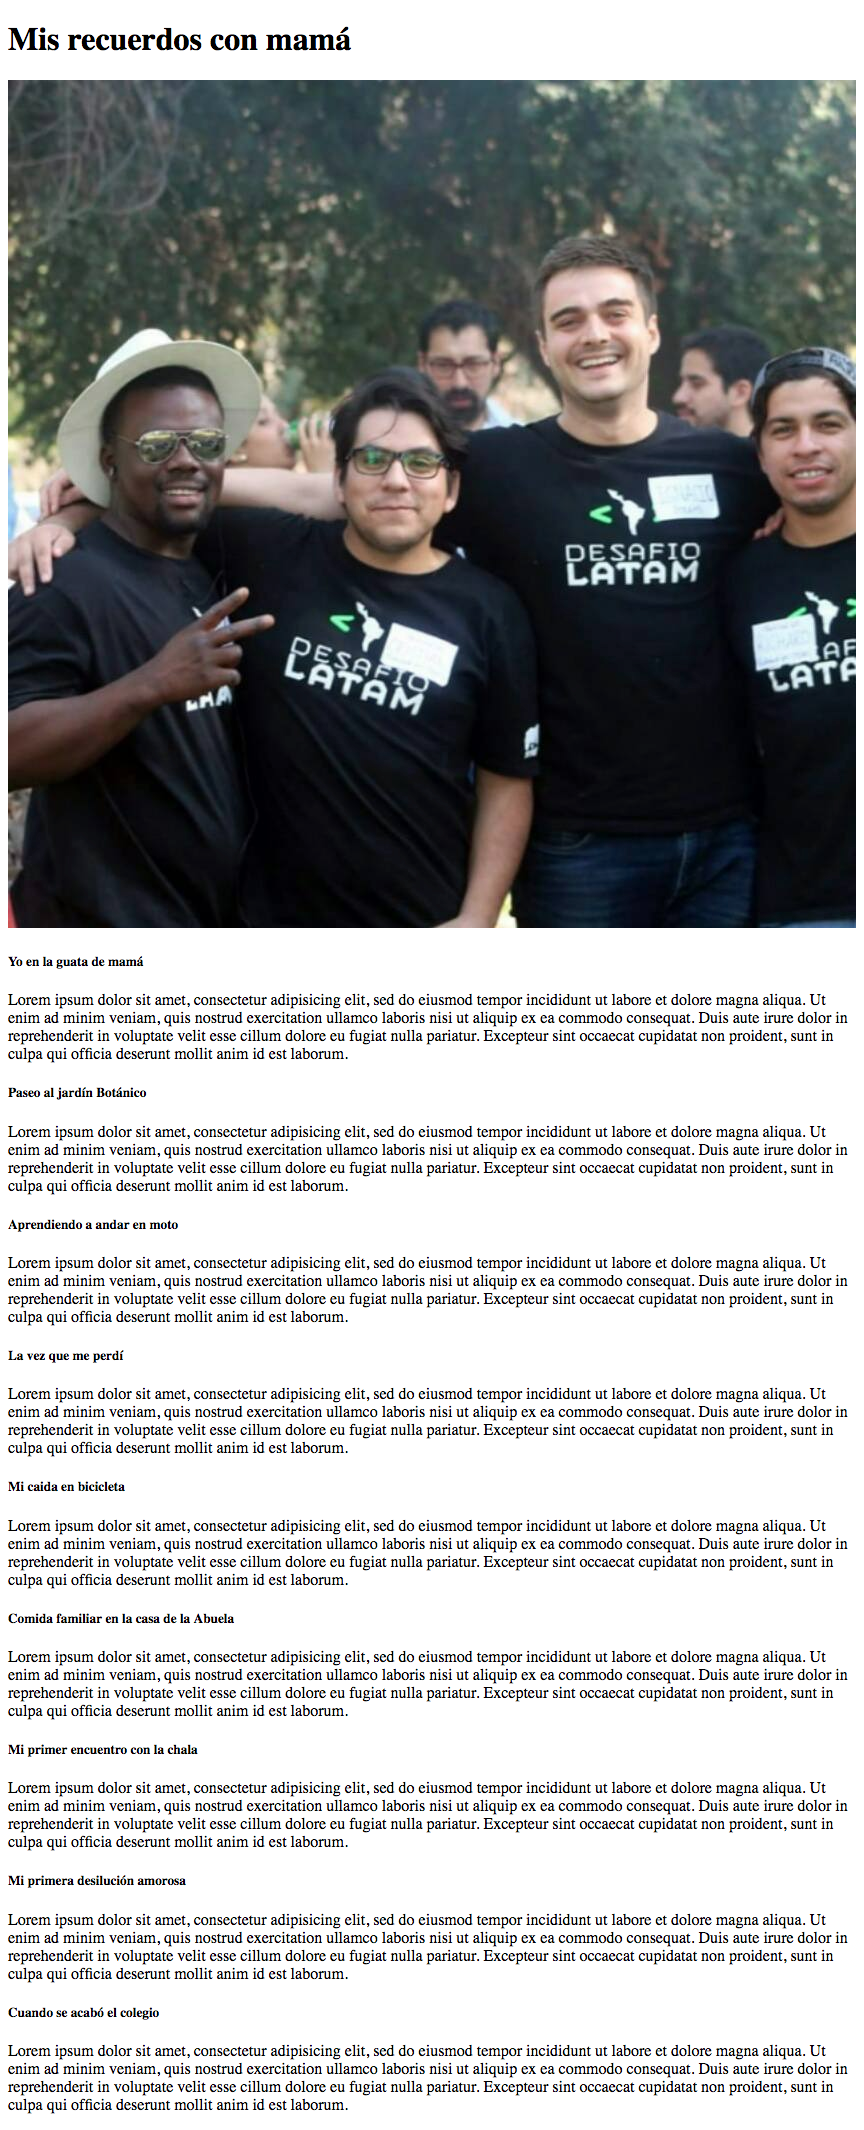 Mis recuerdos con mamá
IGNACIO
DESAFIO
LATAM
DESAFIO
LATAM
RICHARD
LATA
Yo en la guata de mamá
Lorem ipsum dolor sit amet, consectetur adipisicing elit, sed do eiusmod tempor incididunt ut labore et dolore magna aliqua. Ut
enim ad minim veniam, quis nostrud exercitation ullamco laboris nisi ut aliquip ex ea commodo consequat. Duis aute irure dolor in
reprehenderit in voluptate velit esse cillum dolore eu fugiat nulla pariatur. Excepteur sint occaecat cupidatat non proident, sunt in
culpa qui officia deserunt mollit anim id est laborum.
Paseo al jardín Botánico
Lorem ipsum dolor sit amet, consectetur adipisicing elit, sed do eiusmod tempor incididunt ut labore et dolore magna aliqua. Ut
enim ad minim veniam, quis nostrud exercitation ullamco laboris nisi ut aliquip ex ea commodo consequat. Duis aute irure dolor in
reprehenderit in voluptate velit esse cillum dolore eu fugiat nulla pariatur. Excepteur sint occaecat cupidatat non proident, sunt in
culpa qui officia deserunt mollit anim id est laborum.
Aprendiendo a andar en moto
Lorem ipsum dolor sit amet, consectetur adipisicing elit, sed do eiusmod tempor incididunt ut labore et dolore magna aliqua. Ut
enim ad minim veniam, quis nostrud exercitation ullamco laboris nisi ut aliquip ex ea commodo consequat. Duis aute irure dolor in
reprehenderit in voluptate velit esse cillum dolore eu fugiat nulla pariatur. Excepteur sint occaecat cupidatat non proident, sunt in
culpa qui officia deserunt mollit anim id est laborum.
La vez que me perdí
Lorem ipsum dolor sit amet, consectetur adipisicing elit, sed do eiusmod tempor incididunt ut labore et dolore magna aliqua. Ut
enim ad minim veniam, quis nostrud exercitation ullamco laboris nisi ut aliquip ex ea commodo consequat. Duis aute irure dolor in
reprehenderit in voluptate velit esse cillum dolore eu fugiat nulla pariatur. Excepteur sint occaecat cupidatat non proident, sunt in
culpa qui officia deserunt mollit anim id est laborum.
Mi caida en bicicleta
Lorem ipsum dolor sit amet, consectetur adipisicing elit, sed do eiusmod tempor incididunt ut labore et dolore magna aliqua. Ut
enim ad minim veniam, quis nostrud exercitation ullamco laboris nisi ut aliquip ex ea commodo consequat. Duis aute irure dolor in
reprehenderit in voluptate velit esse cillum dolore eu fugiat nulla pariatur. Excepteur sint occaecat cupidatat non proident, sunt in
culpa qui officia deserunt mollit anim id est laborum.
Comida familiar en la casa de la Abuela
Lorem ipsum dolor sit amet, consectetur adipisicing elit, sed do eiusmod tempor incididunt ut labore et dolore magna aliqua. Ut
enim ad minim veniam, quis nostrud exercitation ullamco laboris nisi ut aliquip ex ea commodo consequat. Duis aute irure dolor in
reprehenderit in voluptate velit esse cillum dolore eu fugiat nulla pariatur. Excepteur sint occaecat cupidatat non proident, sunt in
culpa qui officia deserunt mollit anim id est laborum.
Mi primer encuentro con la chala
Lorem ipsum dolor sit amet, consectetur adipisicing elit, sed do eiusmod tempor incididunt ut labore et dolore magna aliqua. Ut
enim ad minim veniam, quis nostrud exercitation ullamco laboris nisi ut aliquip ex ea commodo consequat. Duis aute irure dolor in
reprehenderit in voluptate velit esse cillum dolore eu fugiat nulla pariatur. Excepteur sint occaecat cupidatat non proident, sunt in
culpa qui officia deserunt mollit anim id est laborum.
Mi primera desilución amorosa
Lorem ipsum dolor sit amet, consectetur adipisicing elit, sed do eiusmod tempor incididunt ut labore et dolore magna aliqua. Ut
enim ad minim veniam, quis nostrud exercitation ullamco laboris nisi ut aliquip ex ea commodo consequat. Duis aute irure dolor in
reprehenderit in voluptate velit esse cillum dolore eu fugiat nulla pariatur. Excepteur sint occaecat cupidatat non proident, sunt in
culpa qui officia deserunt mollit anim id est laborum.
Cuando se acabó el colegio
Lorem ipsum dolor sit amet, consectetur adipisicing elit, sed do eiusmod tempor incididunt ut labore et dolore magna aliqua. Ut
enim ad minim veniam, quis nostrud exercitation ullamco laboris nisi ut aliquip ex ea commodo consequat. Duis aute irure dolor in
reprehenderit in voluptate velit esse cillum dolore eu fugiat nulla pariatur. Excepteur sint occaecat cupidatat non proident, sunt in
culpa qui officia deserunt mollit anim id est laborum.